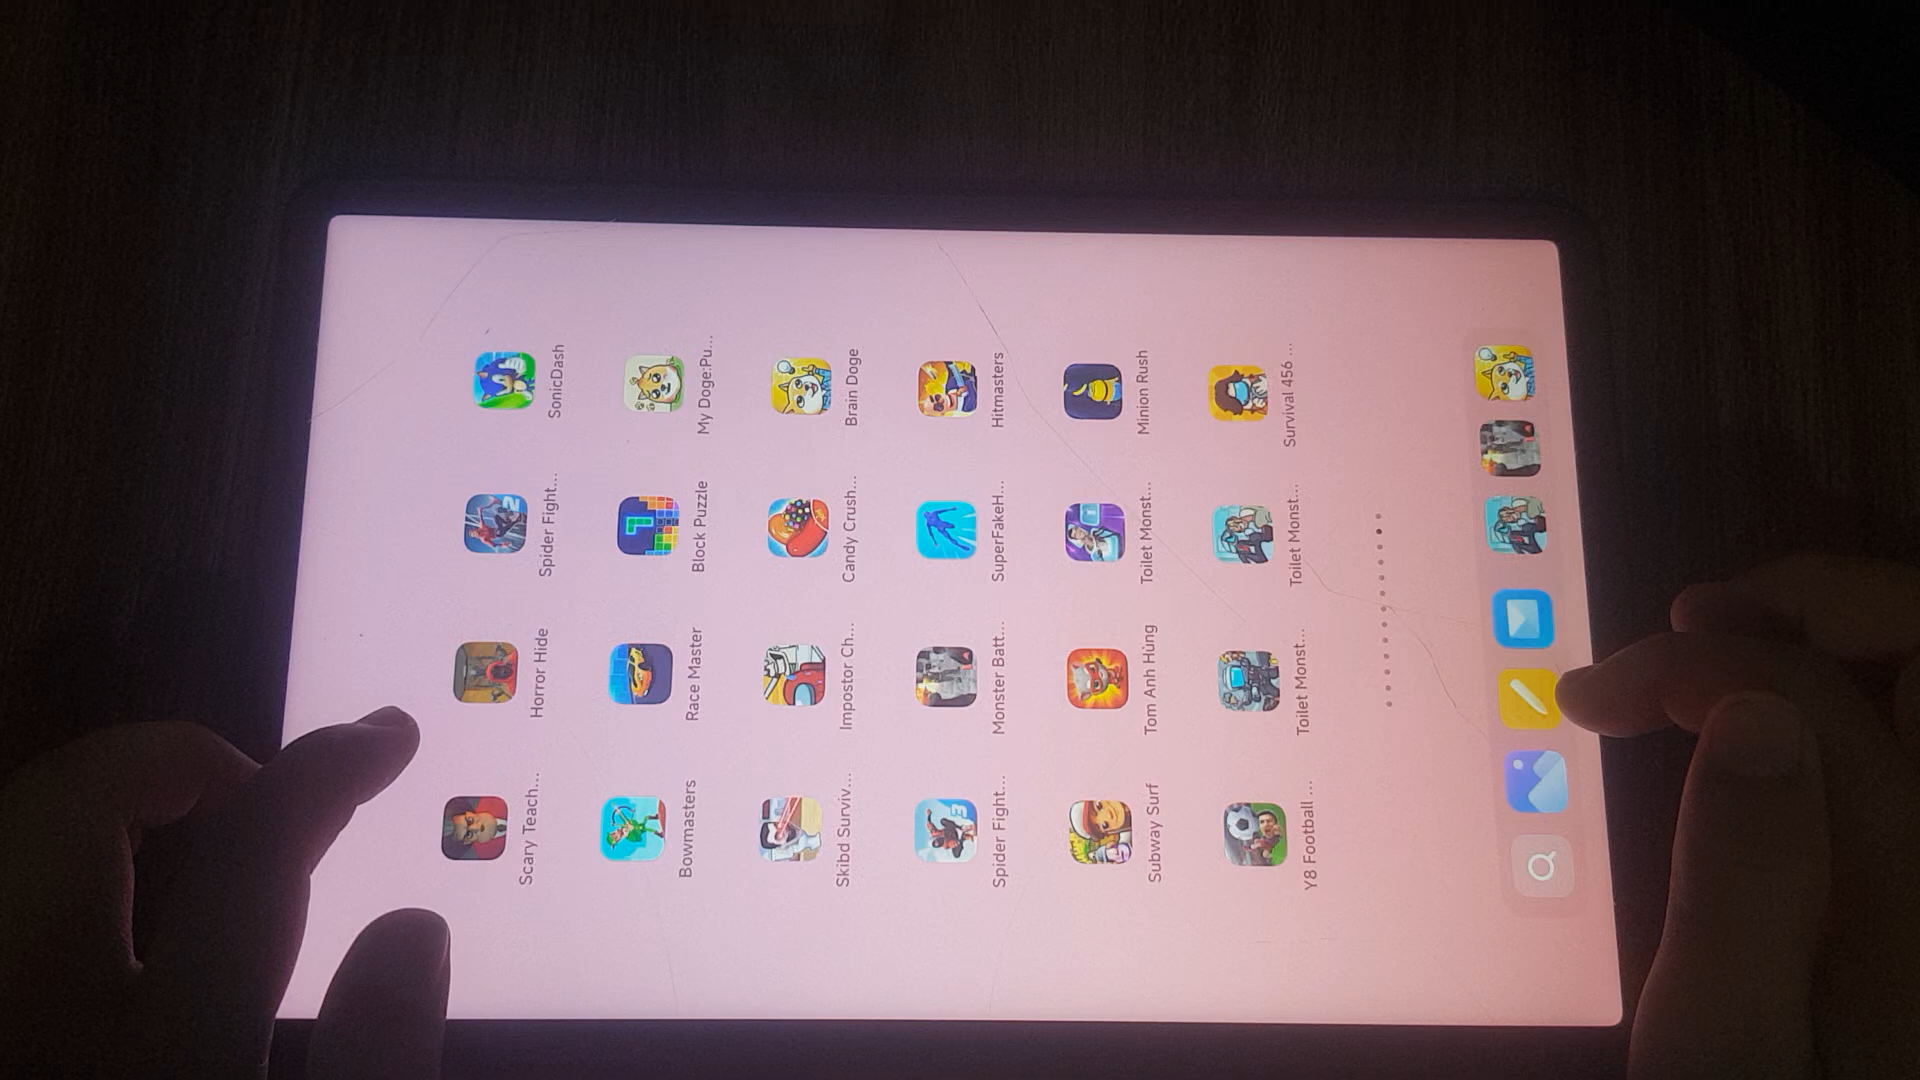 Scary Teach... Horror Hide Spider Fight... SonicDash
Bowmasters Race Master Block Puzzle My Doge:Pu...
Skibd Surviv... Impostor Ch... Candy Crush... Brain Doge
Spider Fight... Monster Batt... SuperFakeH... Hitmasters
Subway Surf Tom Anh Hùng Toilet Monst... Minion Rush
Y8 Football ... Toilet Monst... Toilet Monst... Survival 456 ...